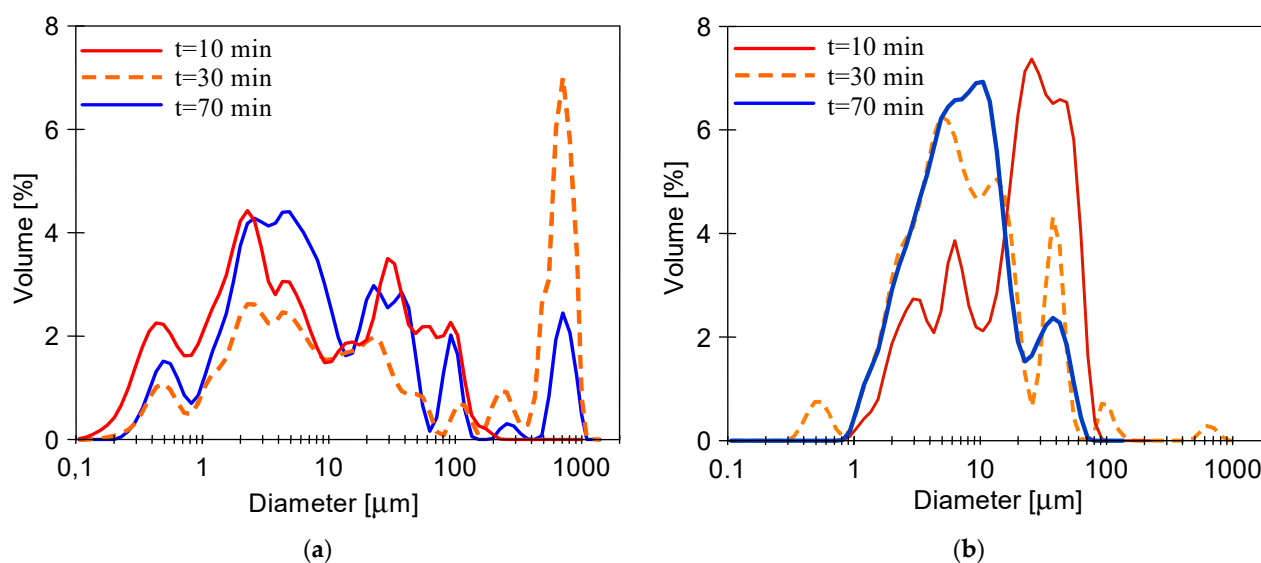 8
6
4
2
0
Volume [%]
t=10 min
t=30 min
t=70 min
0,1
1
10
100
1000
Diameter [μm]
(a)
8
6
4
2
0
Volume [%]
t=10 min
t=30 min
t=70 min
0.1
1
10
100
1000
Diameter [μm]
(b)